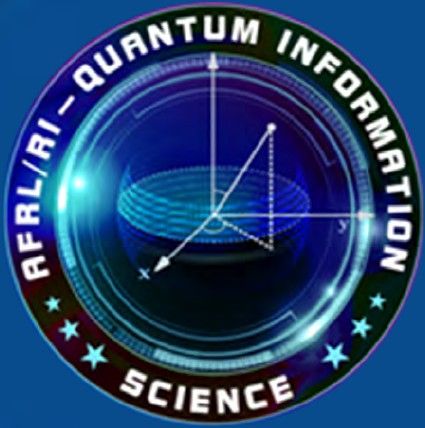 AFRL/RI – QUANTUM INFORMATION
SCIENCE
y
x